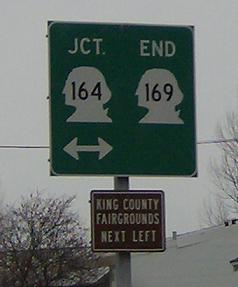 JCT. END
164 169
KING COUNTY
FAIRGROUNDS
NEXT LEFT